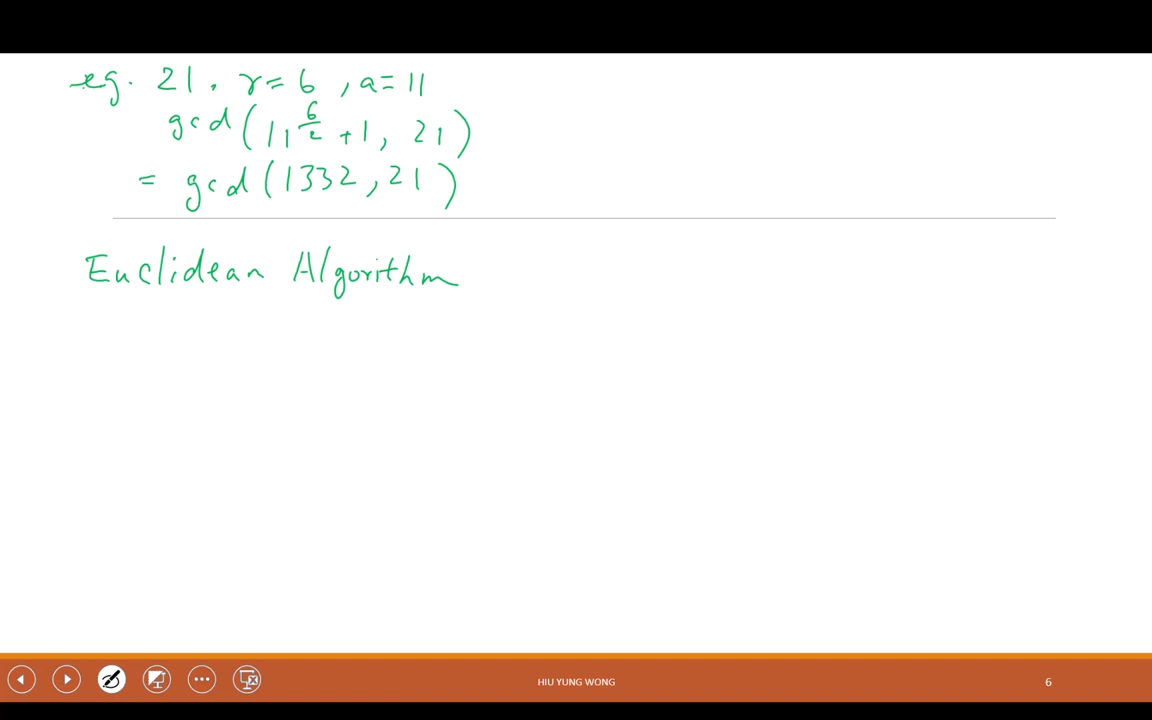 eg. 21, r=6, a=11
gcd(11^{6/2}+1, 21)
= gcd(1332, 21)
Euclidean Algorithm
HIU YUNG WONG
6